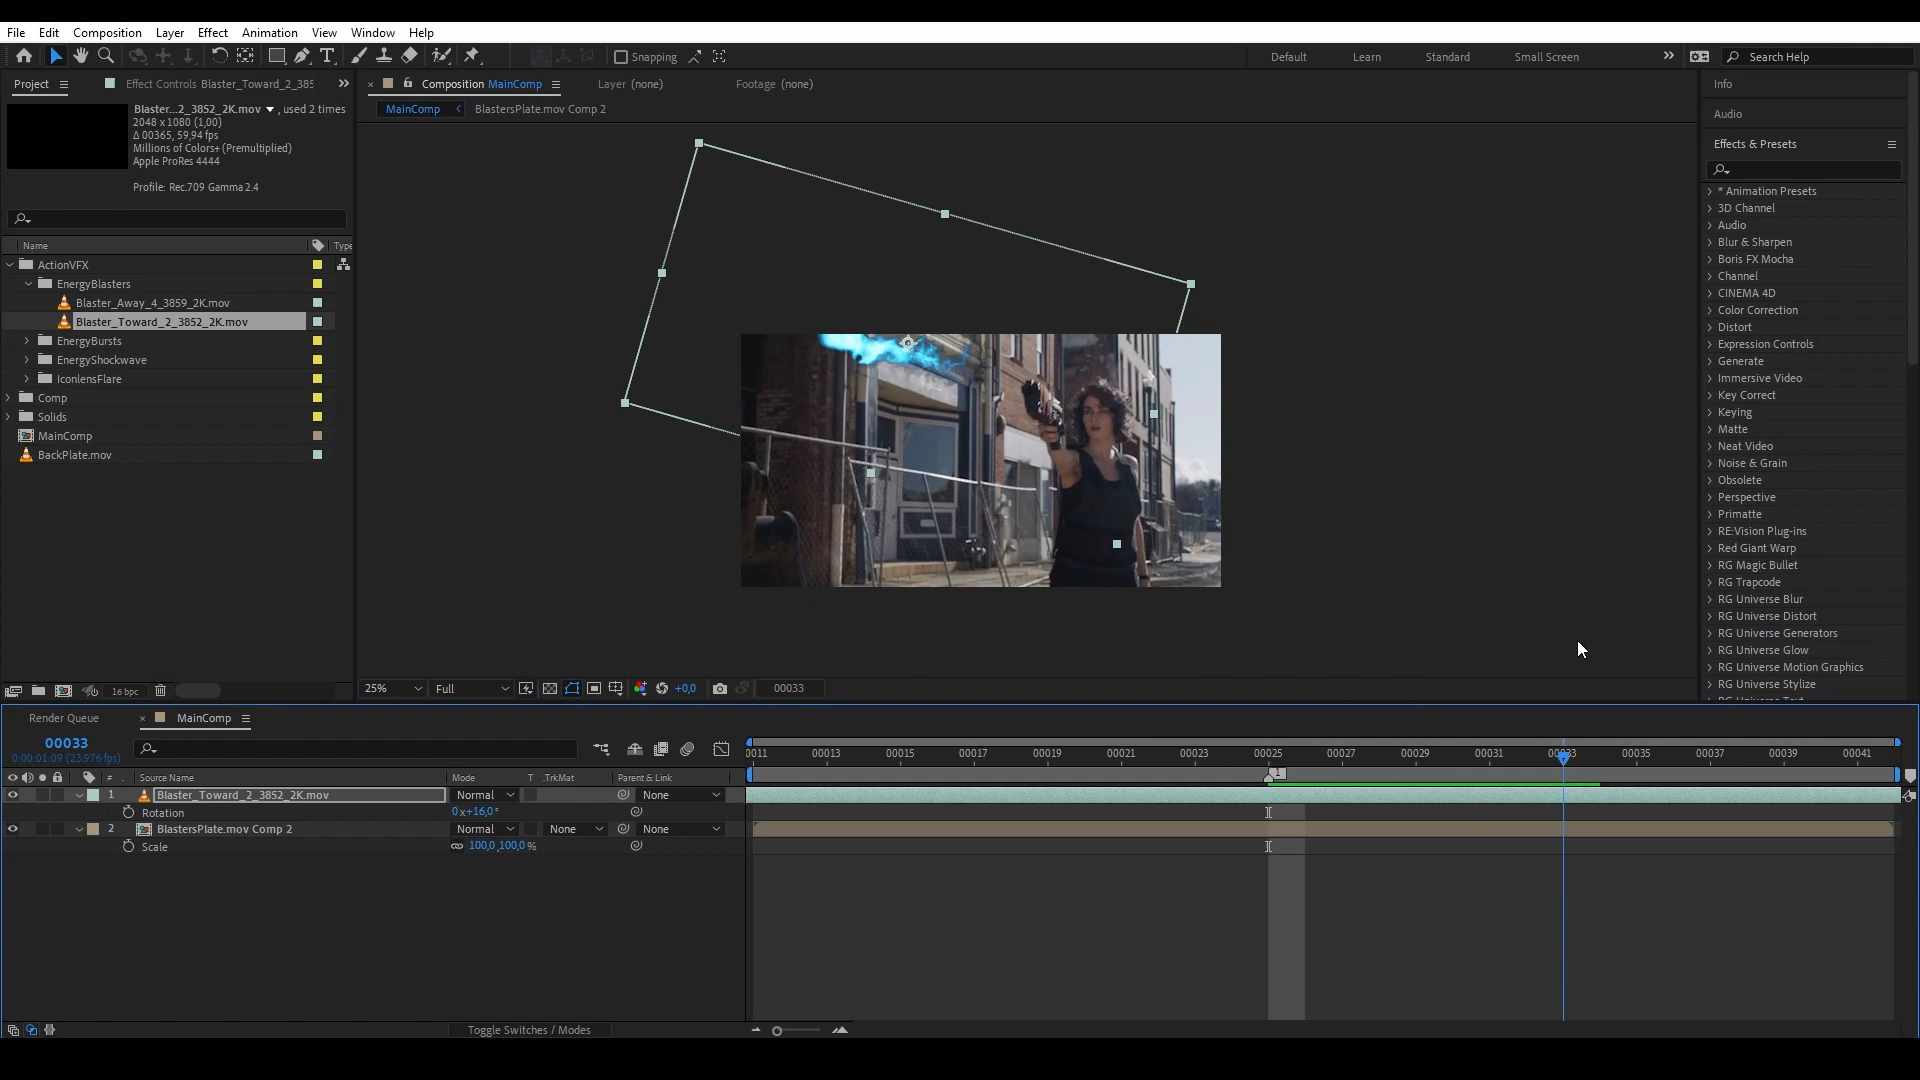 File Edit Composition Layer Effect Animation View Window Help
Snapping Default Learn Standard Small Screen Search Help
Project Effect Controls Blaster_Toward_2_385 Composition MainComp Layer (none) Footage (none) Info
MainComp BlastersPlate.mov Comp 2
Blaster...2_3852_2K.mov , used 2 times
2048 x 1080 (1,00)
Δ 00365, 59,94 fps
Millions of Colors+ (Premultiplied)
Apple ProRes 4444
Profile: Rec.709 Gamma 2.4
Name Type
ActionVFX
EnergyBlasters
Blaster_Away_4_3859_2K.mov
Blaster_Toward_2_3852_2K.mov
EnergyBursts
EnergyShockwave
IconlensFlare
Comp
Solids
MainComp
BackPlate.mov
16 bpc
25% Full +0,0 00033
Audio
Effects & Presets
* Animation Presets
3D Channel
Audio
Blur & Sharpen
Boris FX Mocha
Channel
CINEMA 4D
Color Correction
Distort
Expression Controls
Generate
Immersive Video
Key Correct
Keying
Matte
Neat Video
Noise & Grain
Obsolete
Perspective
Primatte
RE:Vision Plug-ins
Red Giant Warp
RG Magic Bullet
RG Trapcode
RG Universe Blur
RG Universe Distort
RG Universe Generators
RG Universe Glow
RG Universe Motion Graphics
RG Universe Stylize
Render Queue MainComp
00033
0:00:01:09 (23.976 fps)
0011 00013 00015 00017 00019 00021 00023 00025 00027 00029 00031 00033 00035 00037 00039 00041
# Source Name Mode T .TrkMat Parent & Link
1
1 Blaster_Toward_2_3852_2K.mov Normal None
Rotation 0x+16,0°
2 BlastersPlate.mov Comp 2 Normal None None
Scale 100,0,100,0%
Toggle Switches / Modes